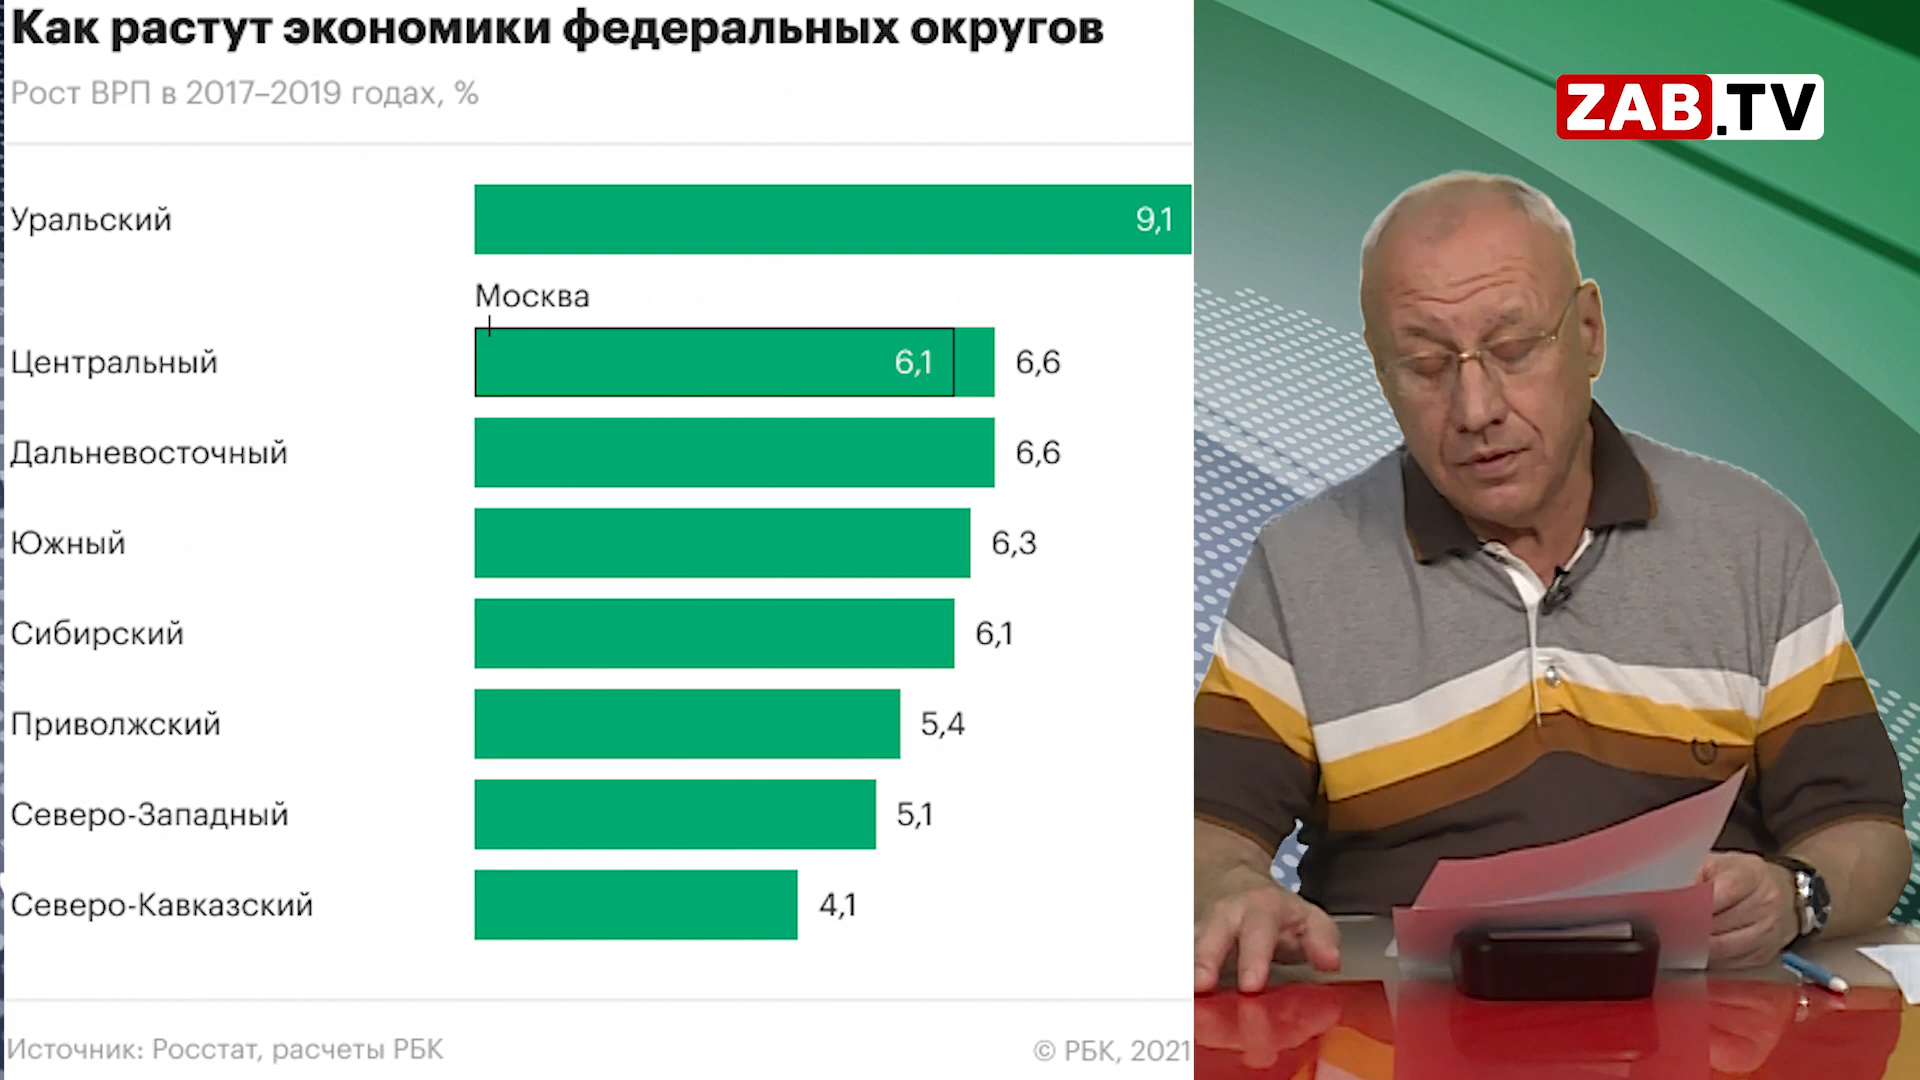 Как растут экономики федеральных округов
Рост ВРП в 2017–2019 годах, %
ZAB.TV
Уральский 9,1
Москва
Центральный 6,1 6,6
Дальневосточный 6,6
Южный 6,3
Сибирский 6,1
Приволжский 5,4
Северо-Западный 5,1
Северо-Кавказский 4,1
Источник: Росстат, расчеты РБК © РБК, 2021